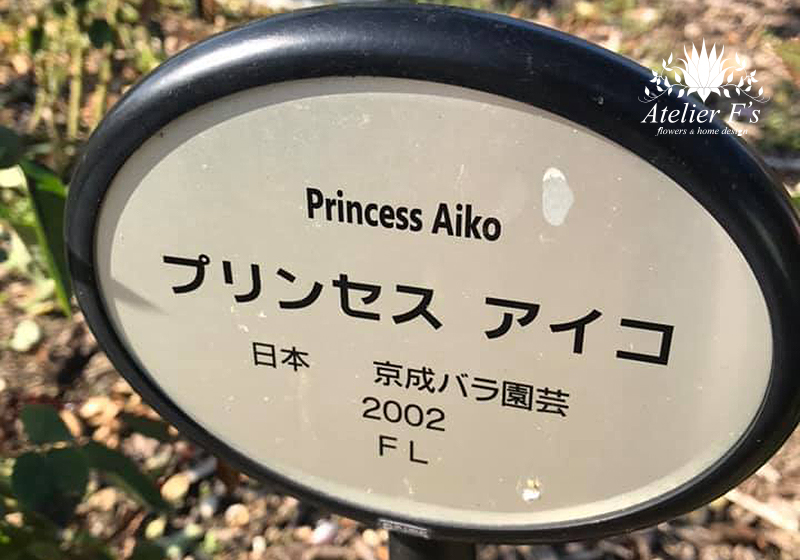 Atelier F's
flowers & home design
Princess Aiko
プリンセス アイコ
日本 京成バラ園芸
2002
FL